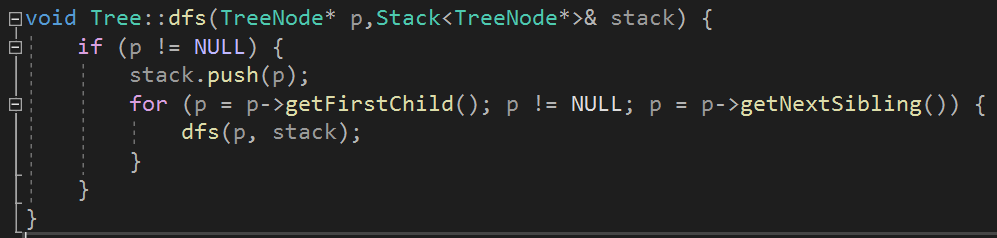 void Tree::dfs(TreeNode* p,Stack<TreeNode*>& stack) {
    if (p != NULL) {
        stack.push(p);
        for (p = p->getFirstChild(); p != NULL; p = p->getNextSibling()) {
            dfs(p, stack);
        }
    }
}